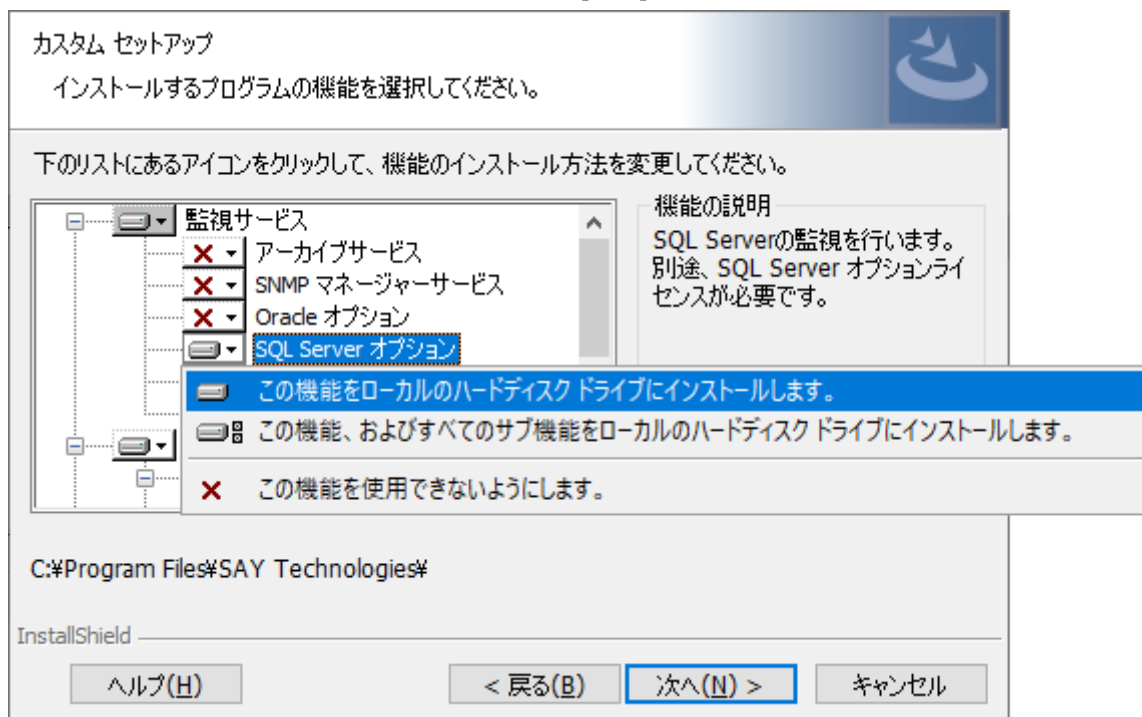 カスタム セットアップ
インストールするプログラムの機能を選択してください。
下のリストにあるアイコンをクリックして、機能のインストール方法を変更してください。
監視サービス
アーカイブサービス
SNMP マネージャーサービス
Oracle オプション
SQL Server オプション
機能の説明
SQL Serverの監視を行います。
別途、SQL Server オプションライ
センスが必要です。
この機能をローカルのハードディスク ドライブにインストールします。
この機能、およびすべてのサブ機能をローカルのハードディスク ドライブにインストールします。
この機能を使用できないようにします。
C:¥Program Files¥SAY Technologies¥
InstallShield
ヘルプ(H)
< 戻る(B)
次へ(N) >
キャンセル